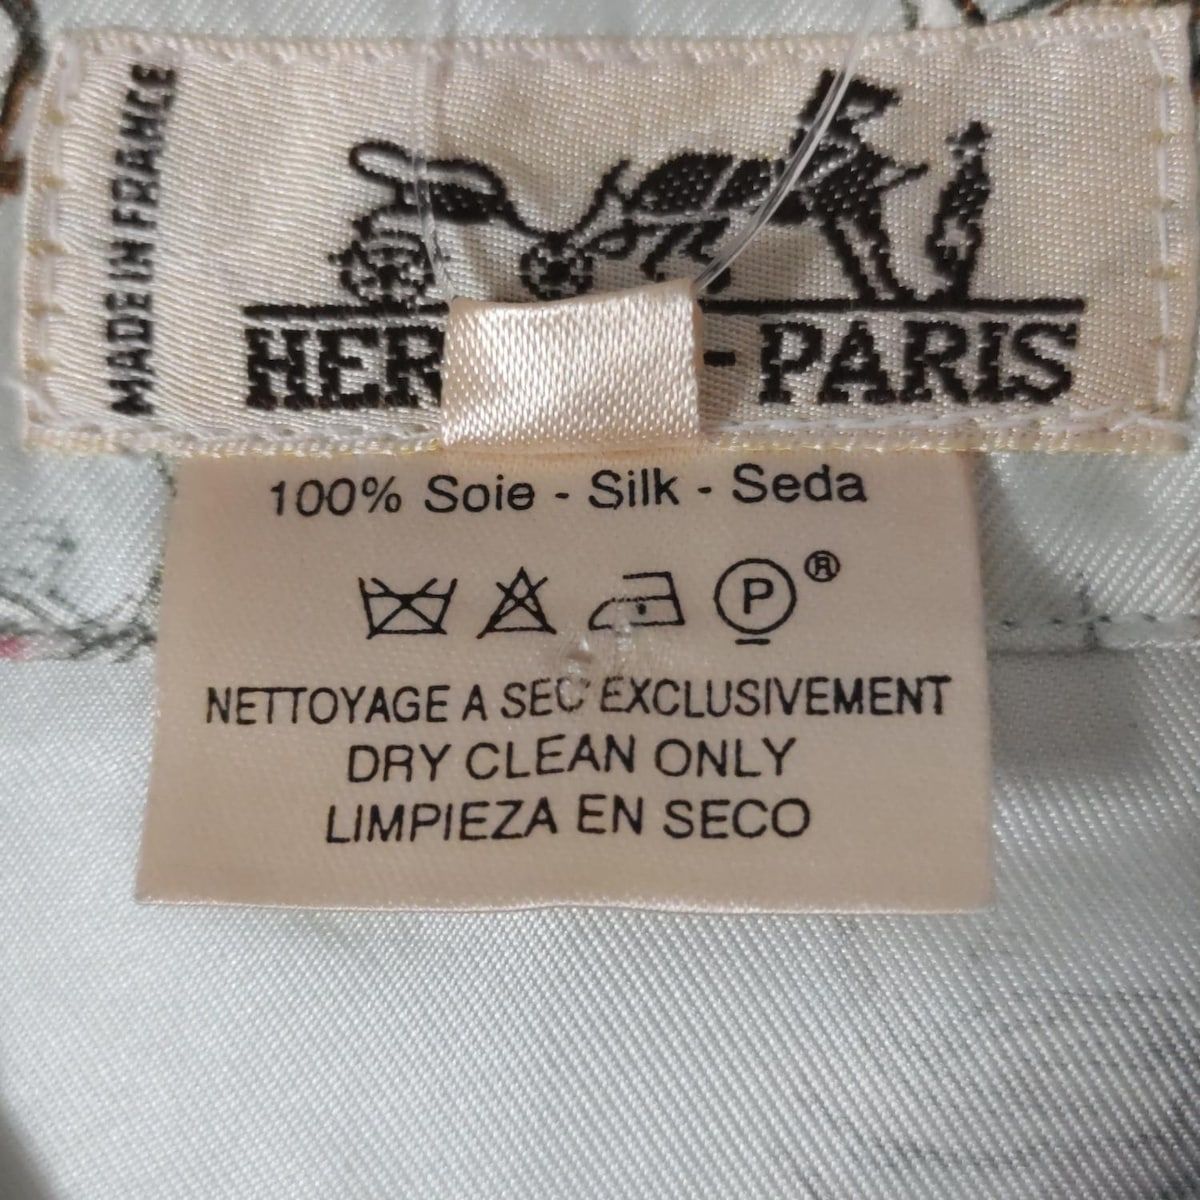 MADE IN FRANCE
HER - PARIS
100% Soie - Silk - Seda
P ®
NETTOYAGE A SEC EXCLUSIVEMENT
DRY CLEAN ONLY
LIMPIEZA EN SECO